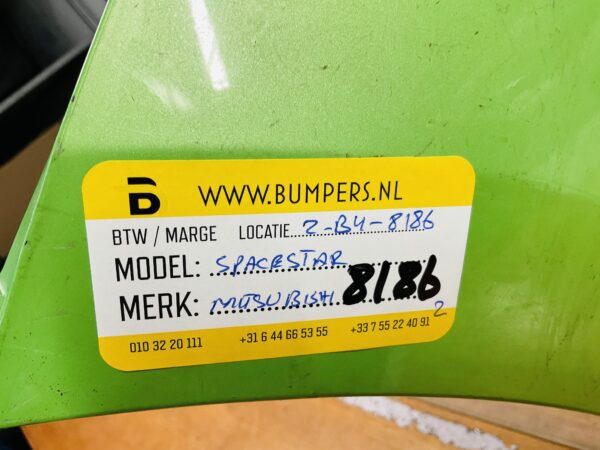 B WWW.BUMPERS.NL
BTW / MARGE LOCATIE 2-B4-8186
MODEL: SPACESTAR
MERK: MITSUBISHI 8186
2
010 32 20 111 +31 6 44 66 53 55 +33 7 55 22 40 91